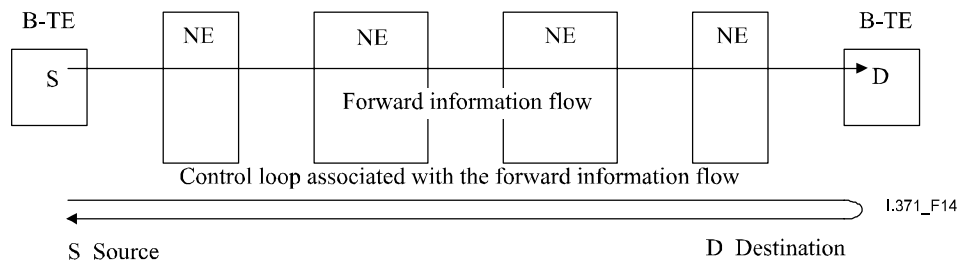 B-TE
NE
NE
NE
NE
B-TE
S
D
Forward information flow
Control loop associated with the forward information flow
I.371_F14
S Source
D Destination